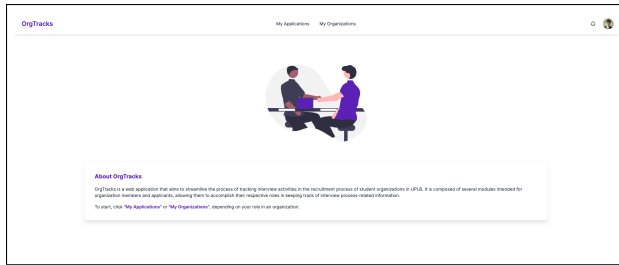 OrgTracks
My Applications My Organizations
About OrgTracks
OrgTracks is a web application that aims to streamline the process of tracking interview activities in the recruitment process of student organizations in UPLB. It is composed of several modules intended for
organization members and applicants, allowing them to accomplish their respective roles in keeping track of interview process-related information.
To start, click "My Applications" or "My Organizations", depending on your role in an organization.